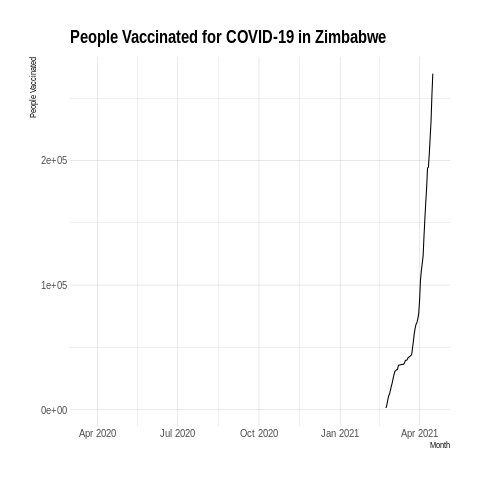 People Vaccinated for COVID-19 in Zimbabwe
People Vaccinated
2e+05
1e+05
0e+00
Apr 2020 Jul 2020 Oct 2020 Jan 2021 Apr 2021
Month